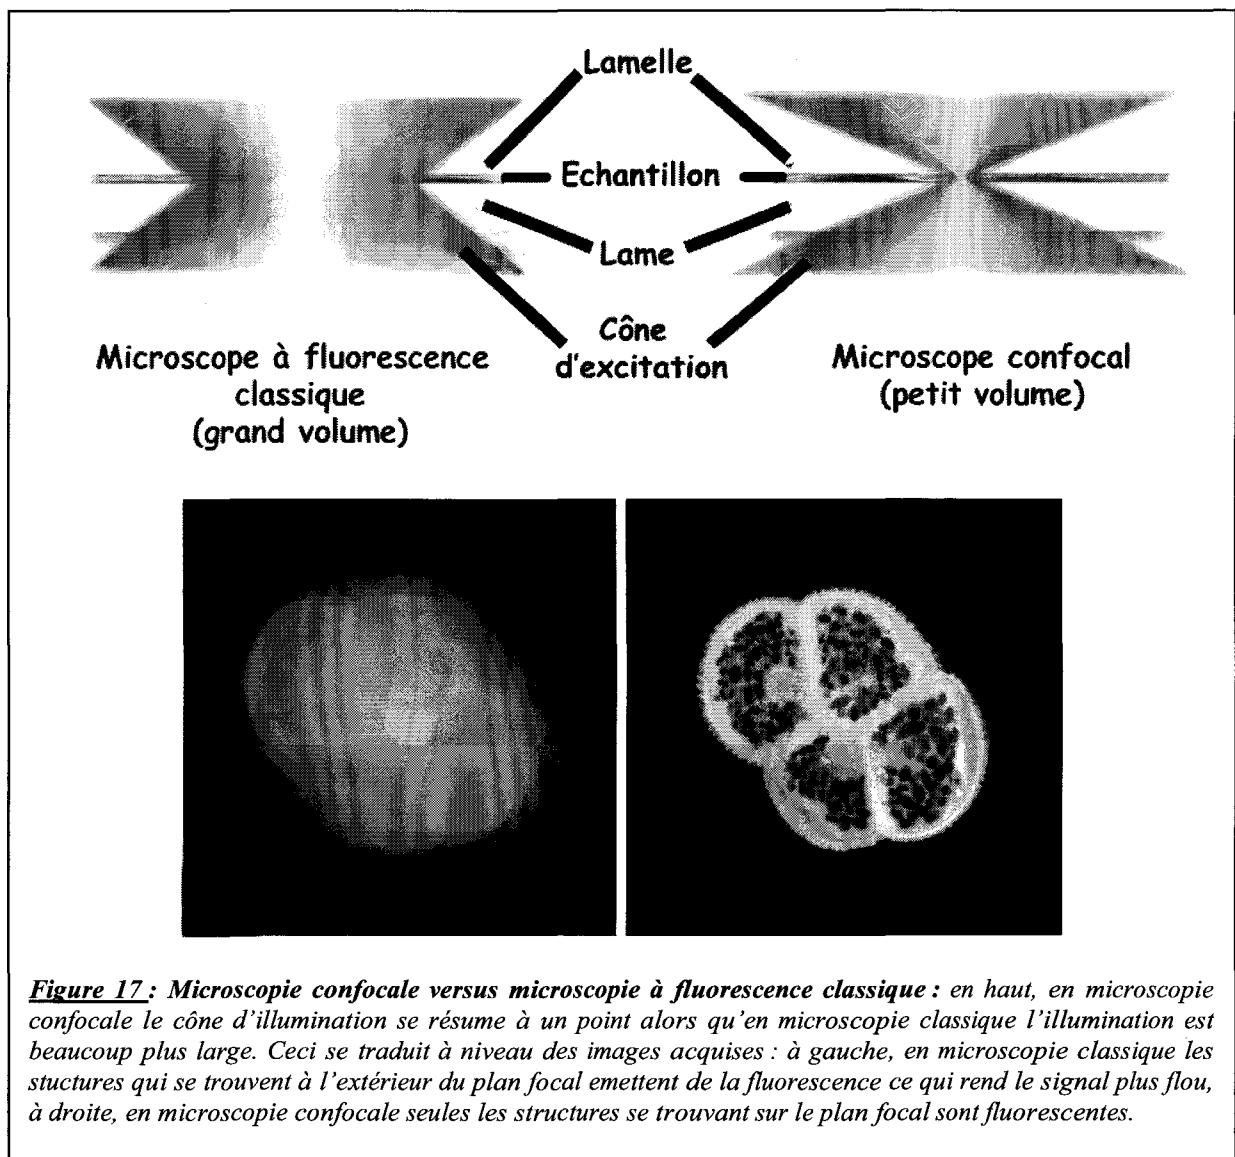 Lamelle
Echantillon
Lame
Cône
d'excitation
Microscope à fluorescence
classique
(grand volume)
Microscope confocal
(petit volume)
Figure 17 : Microscopie confocale versus microscopie à fluorescence classique : en haut, en microscopie
confocale le cône d'illumination se résume à un point alors qu'en microscopie classique l'illumination est
beaucoup plus large. Ceci se traduit à niveau des images acquises : à gauche, en microscopie classique les
stuctures qui se trouvent à l'extérieur du plan focal emettent de la fluorescence ce qui rend le signal plus flou,
à droite, en microscopie confocale seules les structures se trouvant sur le plan focal sont fluorescentes.